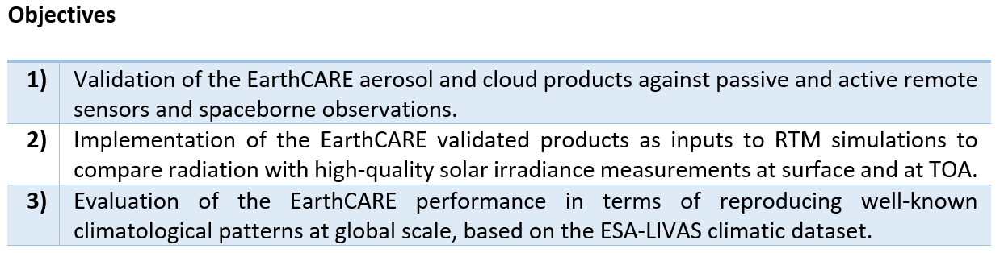 Objectives
1) Validation of the EarthCARE aerosol and cloud products against passive and active remote
sensors and spaceborne observations.
2) Implementation of the EarthCARE validated products as inputs to RTM simulations to
compare radiation with high-quality solar irradiance measurements at surface and at TOA.
3) Evaluation of the EarthCARE performance in terms of reproducing well-known
climatological patterns at global scale, based on the ESA-LIVAS climatic dataset.